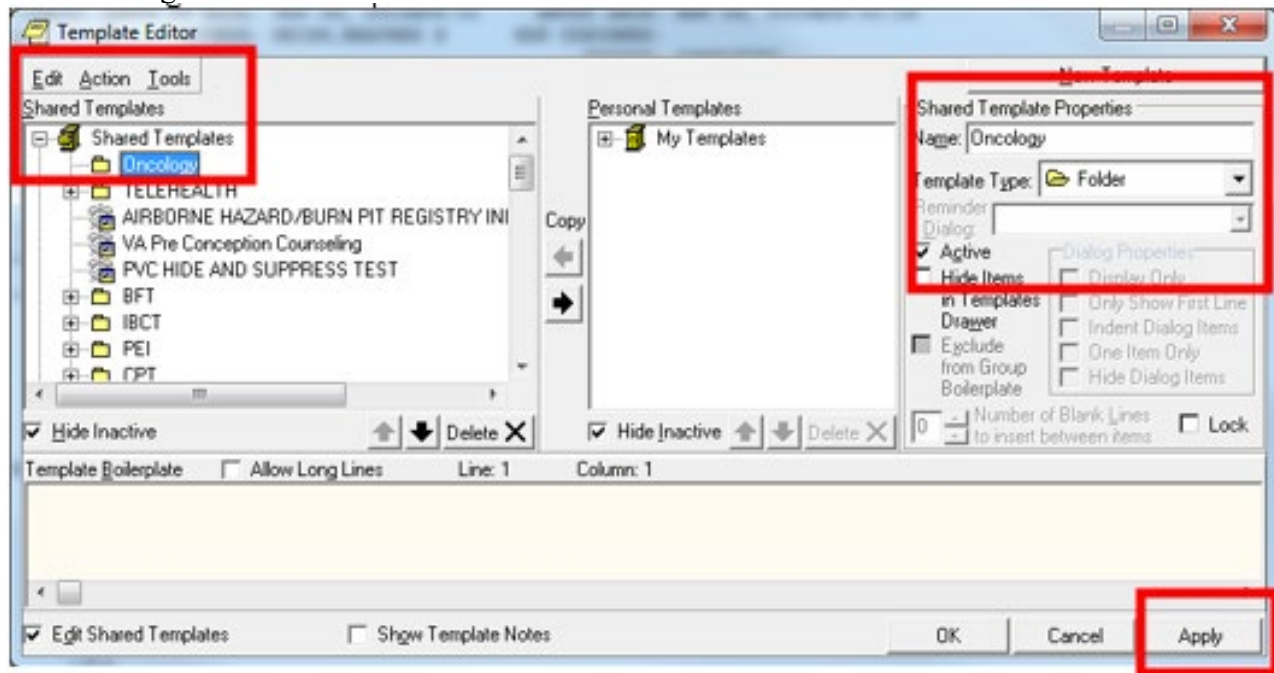 Template Editor
Edit Action Tools
New Template
Shared Templates
Personal Templates
Shared Template Properties
Shared Templates
Oncology
TELEHEALTH
AIRBORNE HAZARD/BURN PIT REGISTRY INI
VA Pre Conception Counseling
PVC HIDE AND SUPPRESS TEST
BFT
IBCT
PEI
CPT
Copy
My Templates
Name: Oncology
Template Type: Folder
Reminder
Dialog:
Active
Hide Items
in Templates
Drawer
Exclude
from Group
Boilerplate
Dialog Properties
Display Only
Only Show First Line
Indent Dialog Items
One Item Only
Hide Dialog Items
Hide Inactive Delete
Hide Inactive Delete
0 Number of Blank Lines
to insert between items
Lock
Template Boilerplate Allow Long Lines Line: 1 Column: 1
Edit Shared Templates Show Template Notes OK Cancel Apply